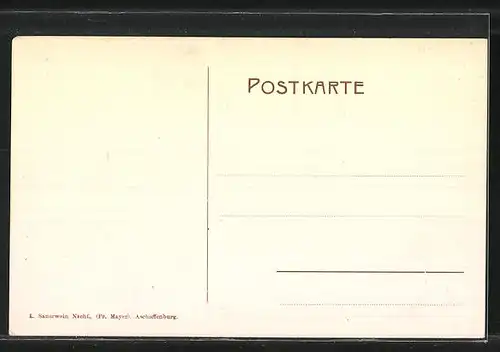 POSTKARTE
L. Sauerwein Nachf., (Fr. Mayer), Aschaffenburg.